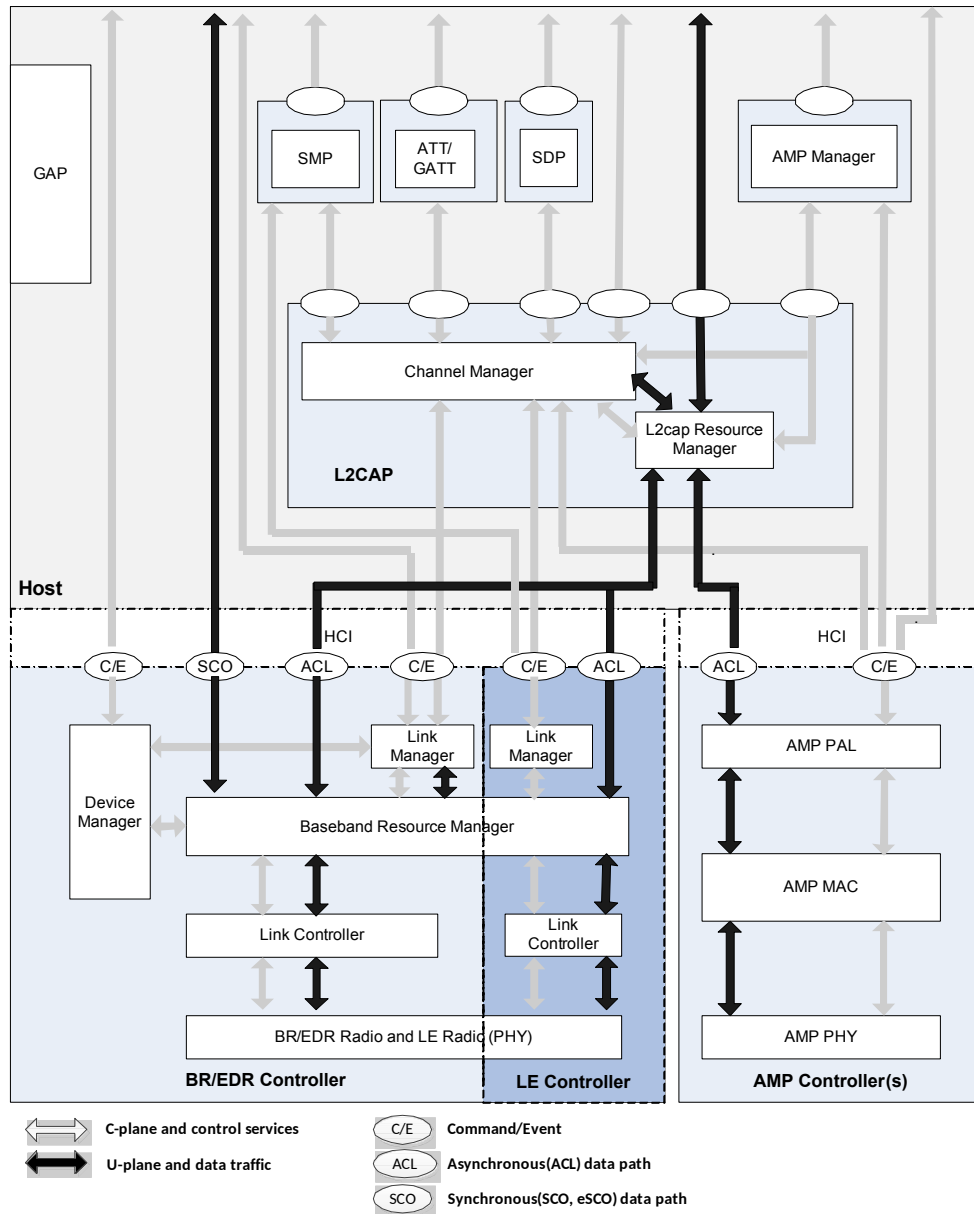 SMP
ATT/
GATT
SDP
AMP Manager
GAP
Channel Manager
L2cap Resource
Manager
L2CAP
Host
HCI
HCI
C/E
SCO
ACL
C/E
C/E
ACL
ACL
C/E
Link
Manager
Link
Manager
AMP PAL
Device
Manager
Baseband Resource Manager
AMP MAC
Link Controller
Link
Controller
BR/EDR Radio and LE Radio (PHY)
AMP PHY
BR/EDR Controller
LE Controller
AMP Controller(s)
C-plane and control services
C/E
Command/Event
U-plane and data traffic
ACL
Asynchronous(ACL) data path
SCO
Synchronous(SCO, eSCO) data path